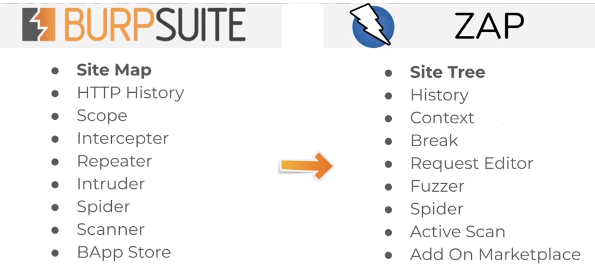 BURPSUITE
Site Map
HTTP History
Scope
Intercepter
Repeater
Intruder
Spider
Scanner
BApp Store
ZAP
Site Tree
History
Context
Break
Request Editor
Fuzzer
Spider
Active Scan
Add On Marketplace